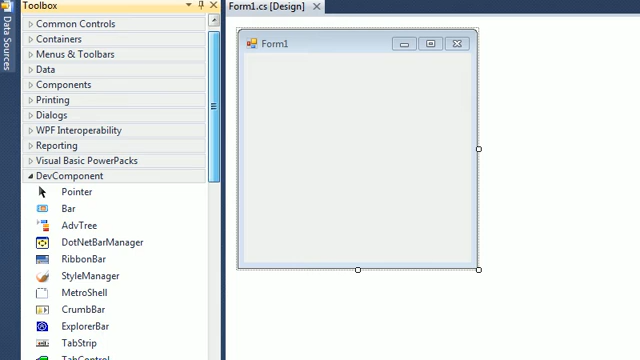 Toolbox
Form1.cs [Design]
Data Sources
Common Controls
Containers
Menus & Toolbars
Data
Components
Printing
Dialogs
WPF Interoperability
Reporting
Visual Basic PowerPacks
DevComponent
Pointer
Bar
AdvTree
DotNetBarManager
RibbonBar
StyleManager
MetroShell
CrumbBar
ExplorerBar
TabStrip
TabControl
Form1